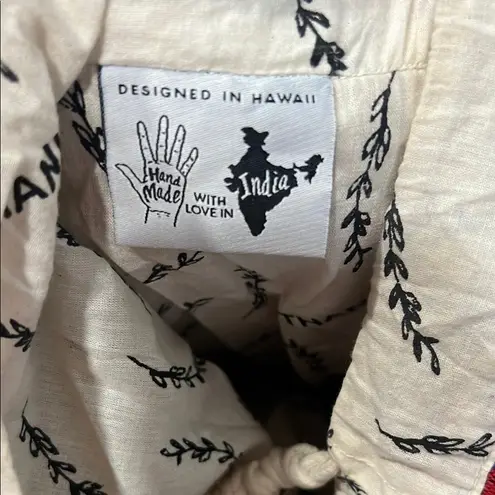 DESIGNED IN HAWAII
Hand
Made
WITH
LOVE IN
India